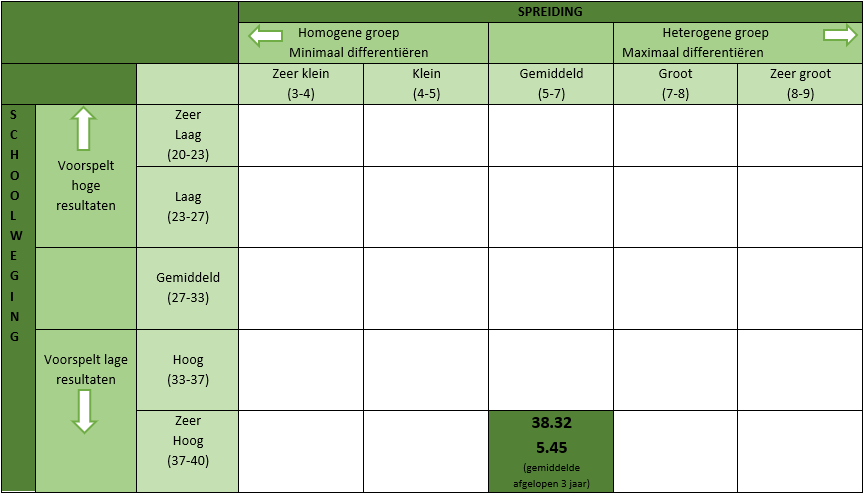 SPREIDING
Homogene groep
Minimaal differentiëren
Heterogene groep
Maximaal differentiëren
Zeer klein
(3-4)
Klein
(4-5)
Gemiddeld
(5-7)
Groot
(7-8)
Zeer groot
(8-9)
S
C
H
O
O
L
W
E
G
I
N
G
Voorspelt
hoge
resultaten
Zeer
Laag
(20-23)
Laag
(23-27)
Gemiddeld
(27-33)
Voorspelt lage
resultaten
Hoog
(33-37)
Zeer
Hoog
(37-40)
38.32
5.45
(gemiddelde
afgelopen 3 jaar)